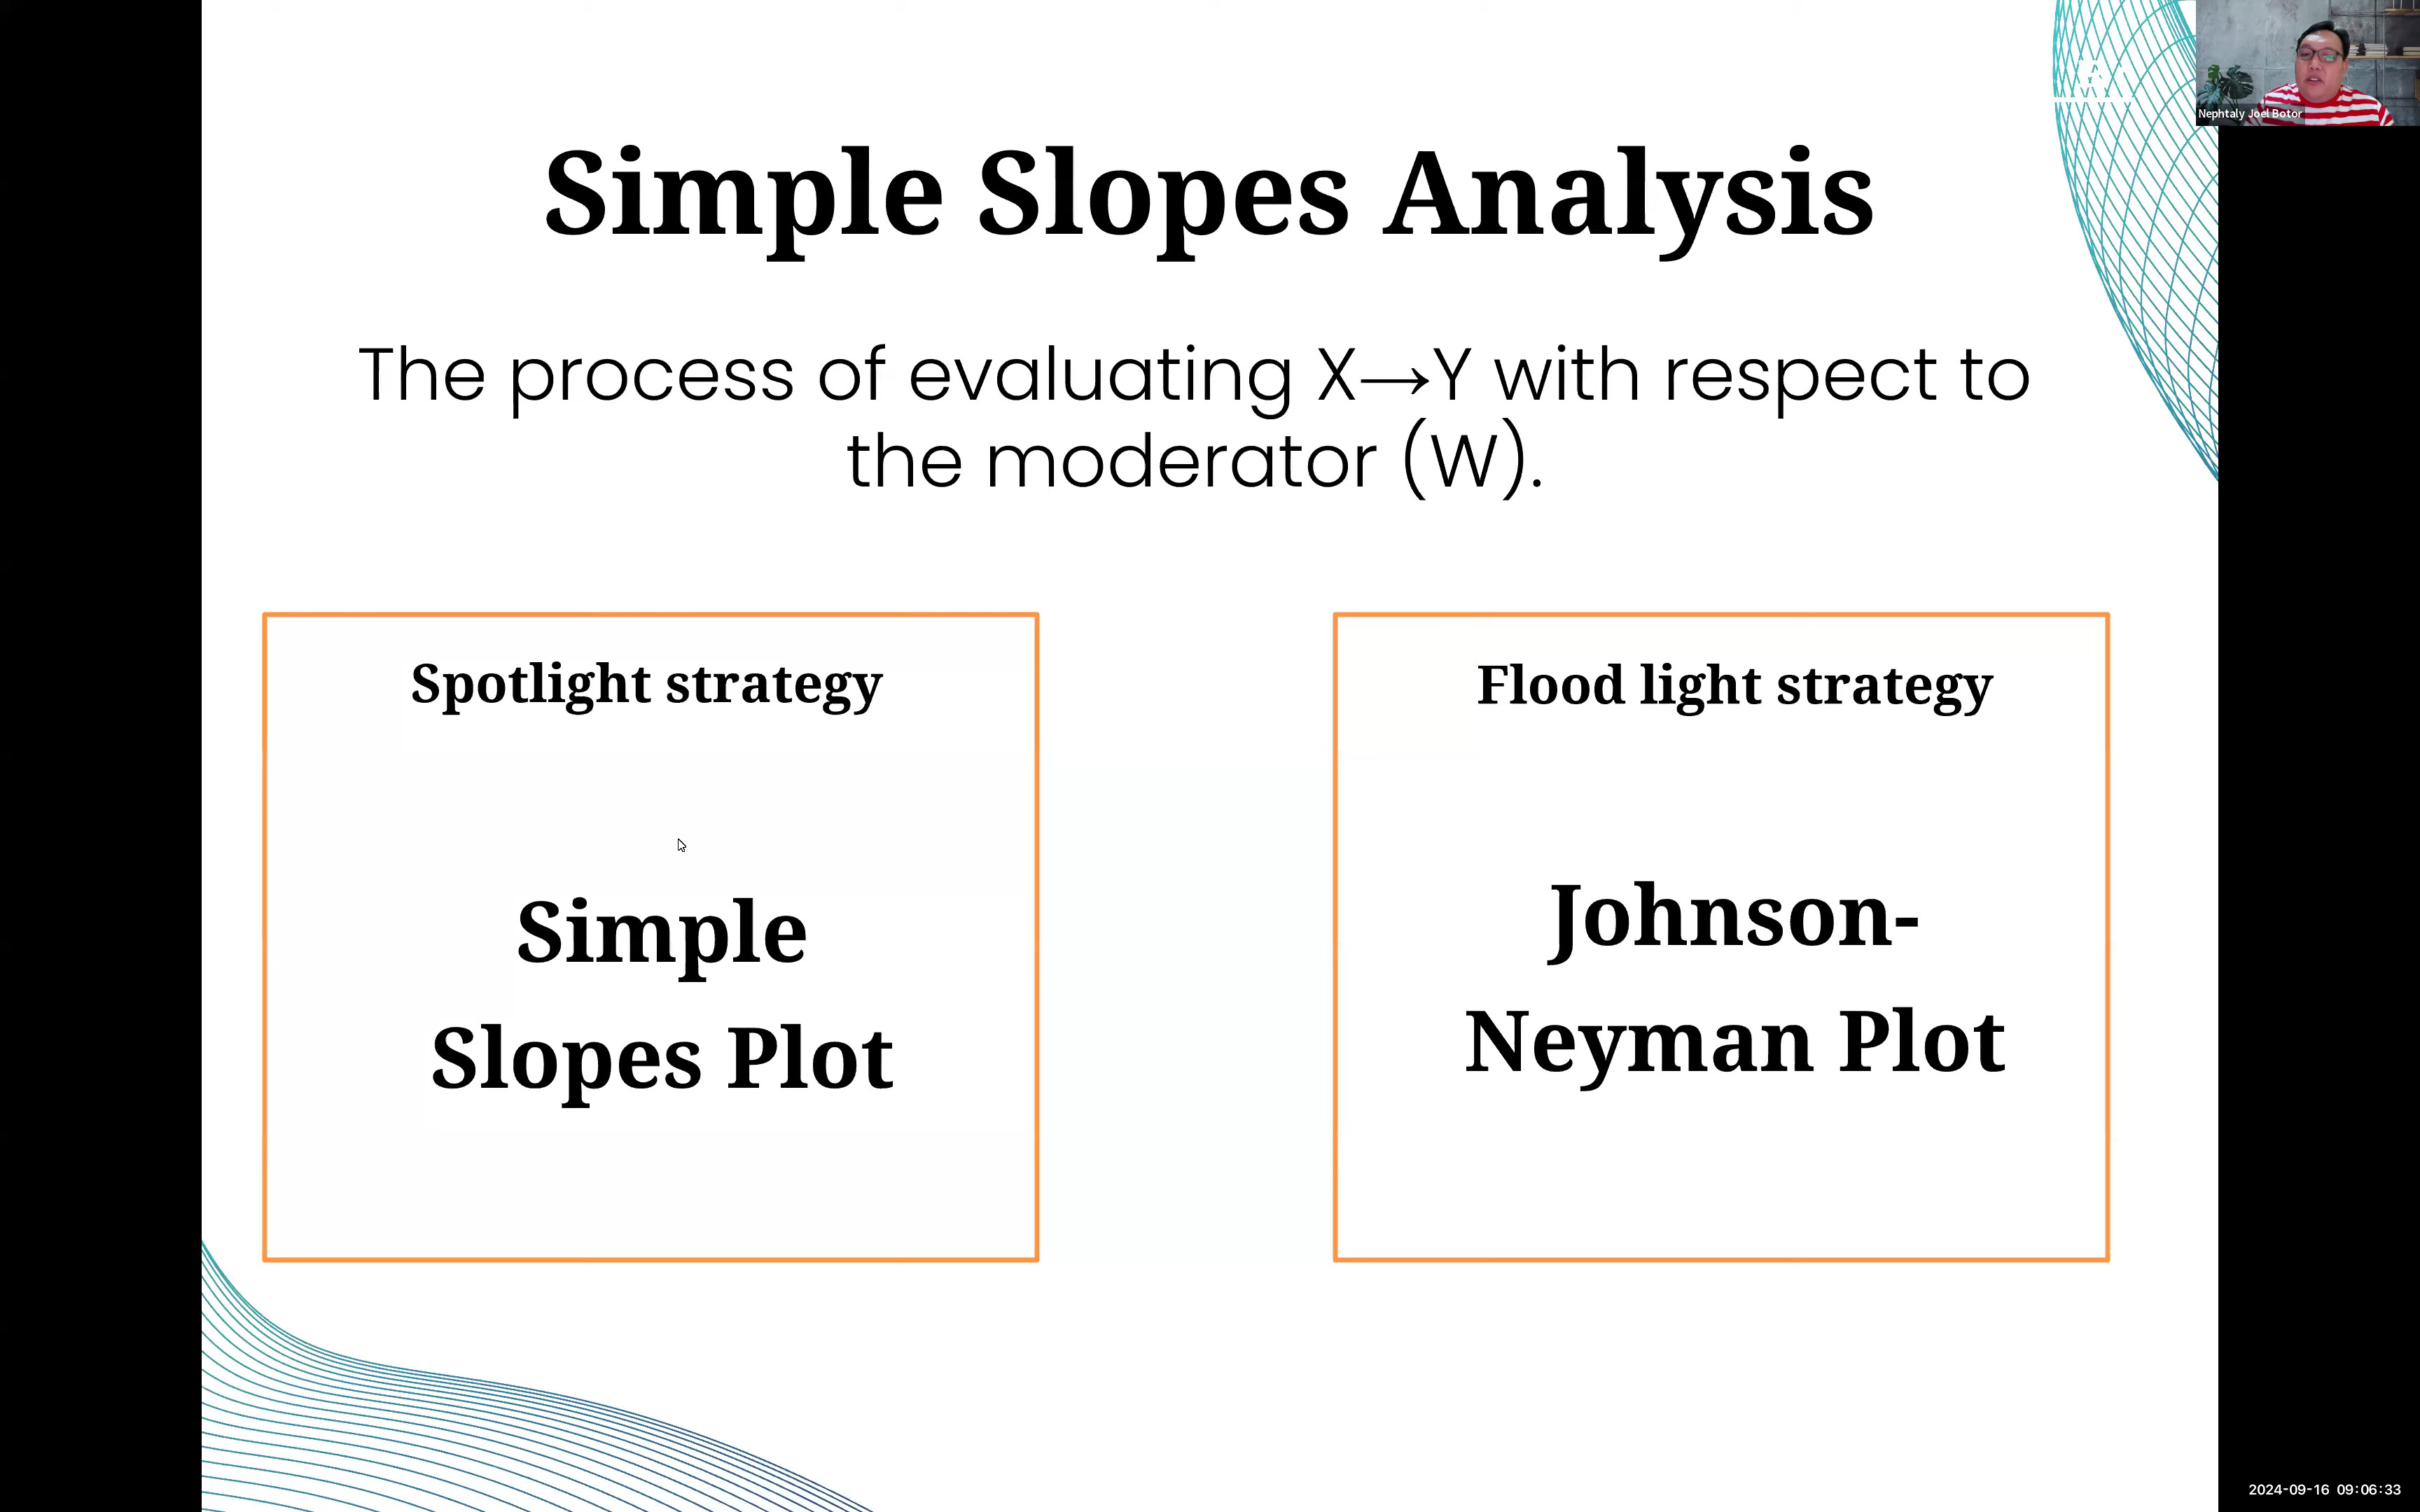 Nephtaly Joel Botor
Simple Slopes Analysis
The process of evaluating X→Y with respect to
the moderator (W).
Spotlight strategy
Simple
Slopes Plot
Flood light strategy
Johnson-
Neyman Plot
2024-09-16 09:06:33